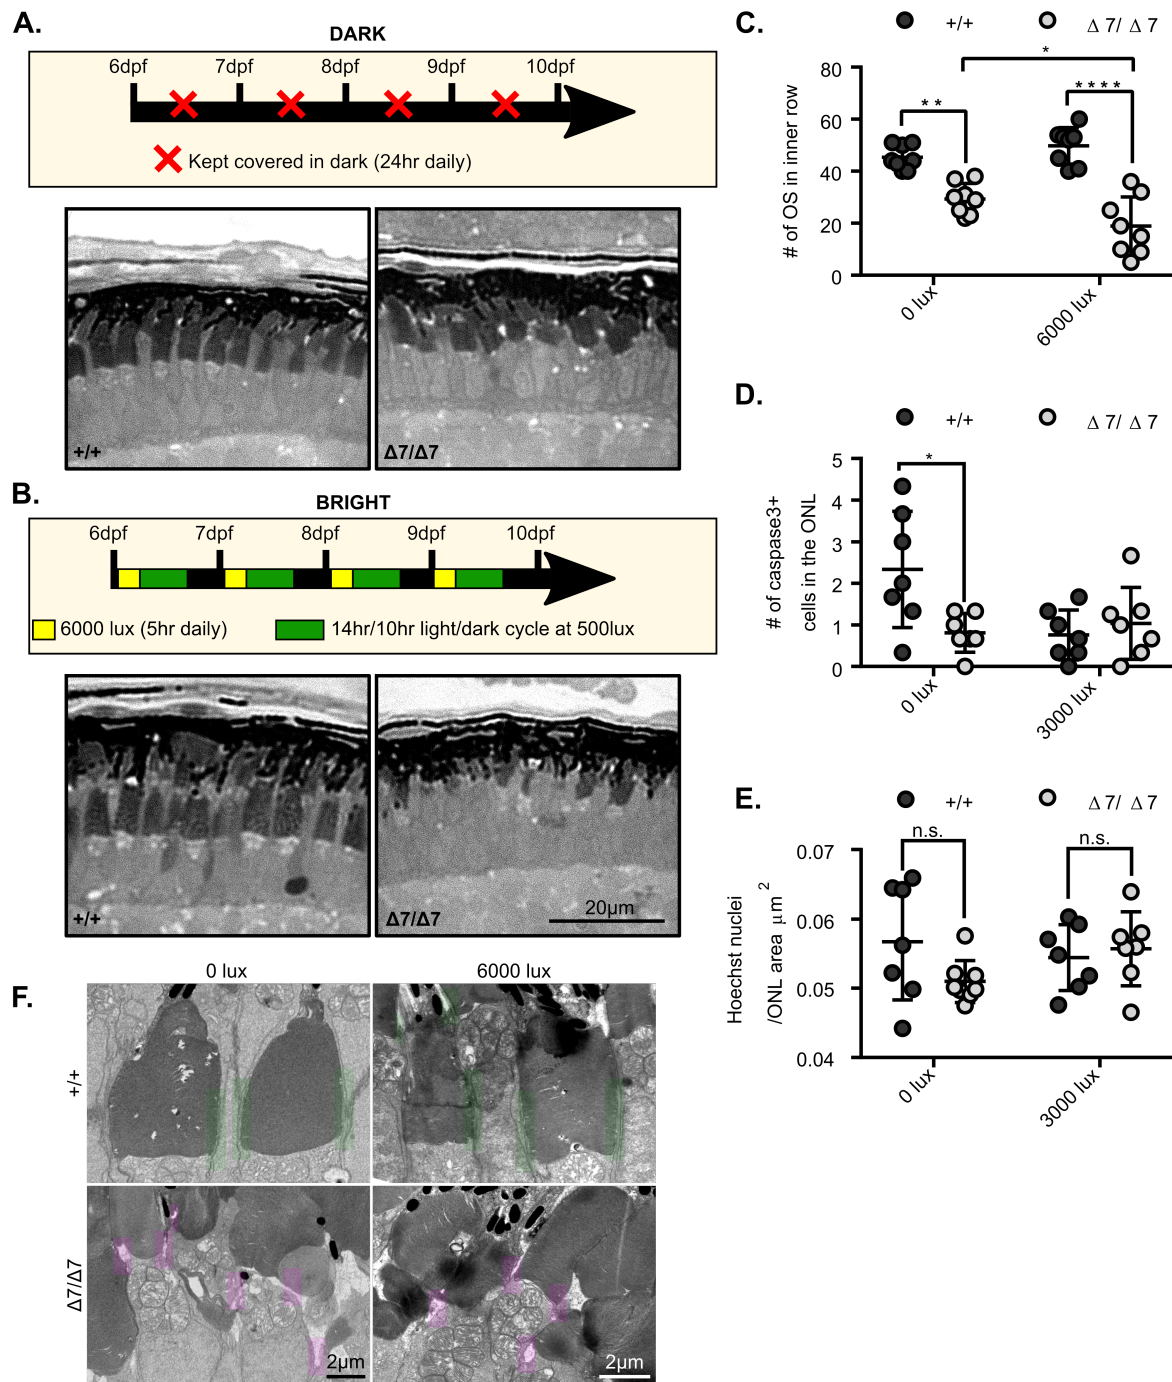 A.
DARK
6dpf 7dpf 8dpf 9dpf 10dpf
Kept covered in dark (24hr daily)
+/+
Δ7/Δ7
B.
BRIGHT
6dpf 7dpf 8dpf 9dpf 10dpf
6000 lux (5hr daily)
14hr/10hr light/dark cycle at 500lux
+/+
Δ7/Δ7
20µm
C.
+/+
Δ 7/ Δ 7
*
* *
* * * *
# of OS in inner row
80
60
40
20
0
0 lux
6000 lux
D.
+/+
Δ 7/ Δ 7
*
# of caspase3+
cells in the ONL
5
4
3
2
1
0
0 lux
3000 lux
E.
+/+
Δ 7/ Δ 7
n.s.
n.s.
Hoechst nuclei
/ONL area µm 2
0.07
0.06
0.05
0.04
0 lux
3000 lux
F.
0 lux
6000 lux
+/+
Δ7/Δ7
2µm
2µm